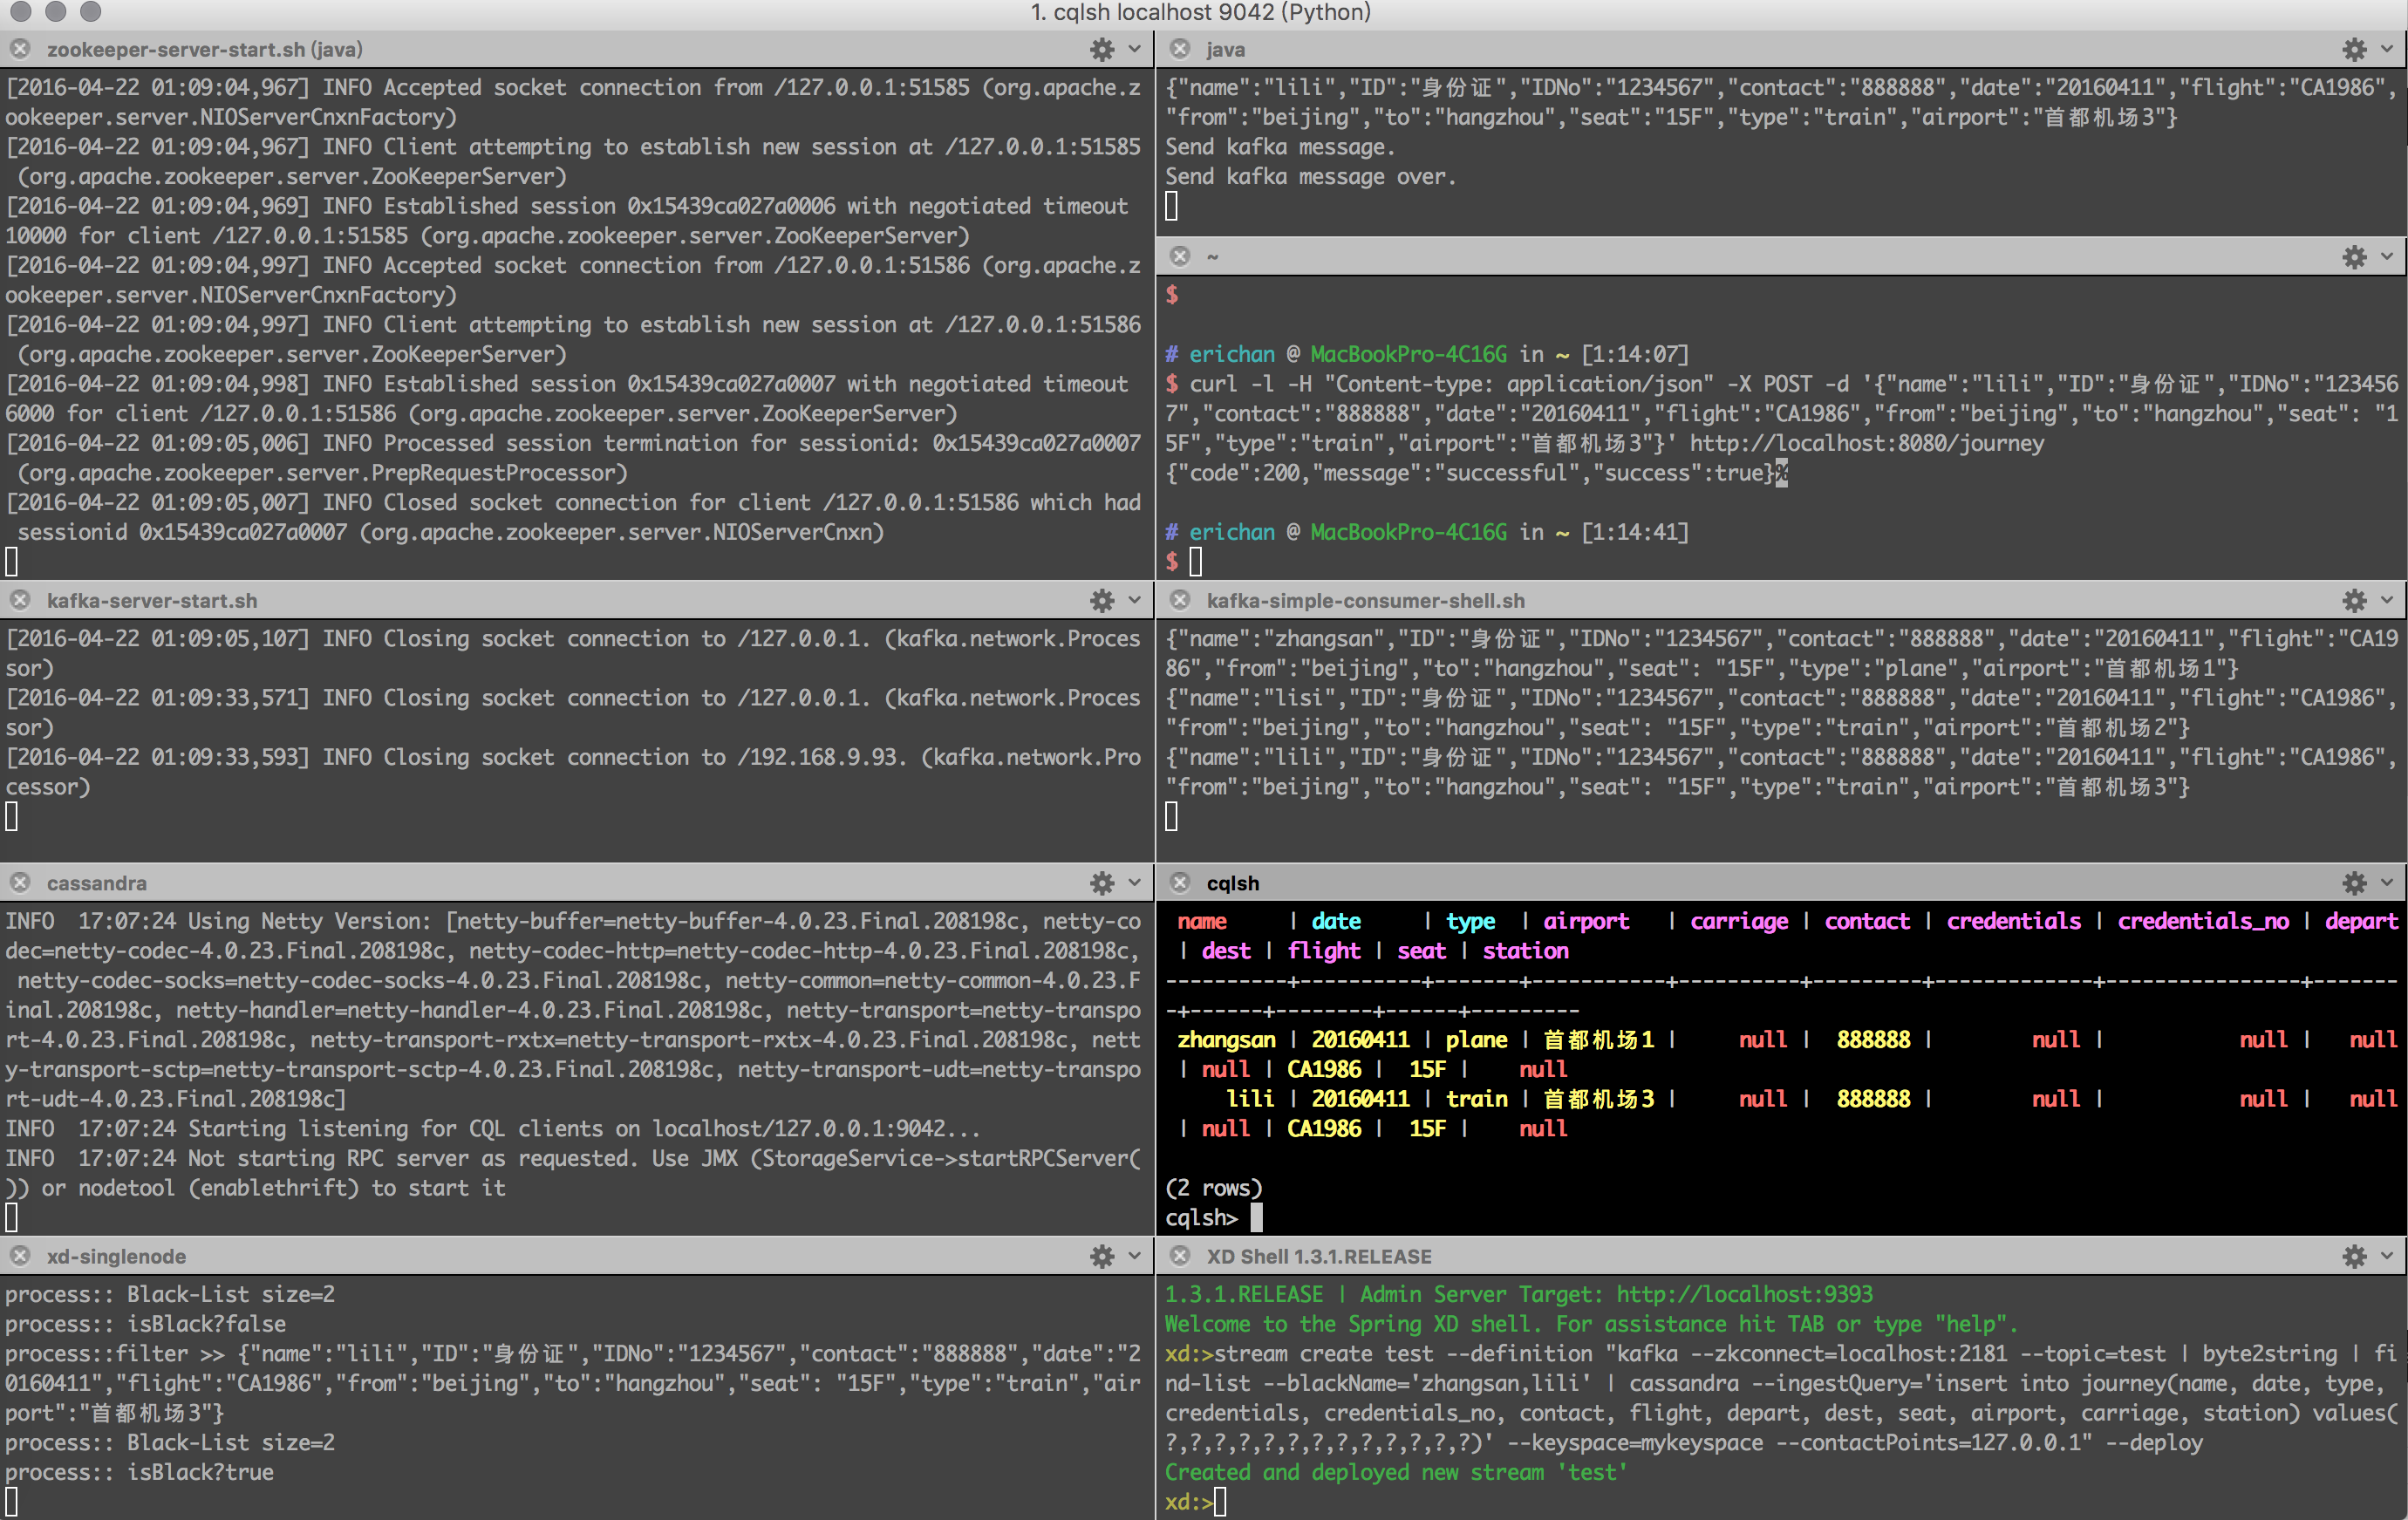 1. cqlsh localhost 9042 (Python)
zookeeper-server-start.sh (java)
[2016-04-22 01:09:04,967] INFO Accepted socket connection from /127.0.0.1:51585 (org.apache.z
ookeeper.server.NIOServerCnxnFactory)
[2016-04-22 01:09:04,967] INFO Client attempting to establish new session at /127.0.0.1:51585
 (org.apache.zookeeper.server.ZooKeeperServer)
[2016-04-22 01:09:04,969] INFO Established session 0x15439ca027a0006 with negotiated timeout
10000 for client /127.0.0.1:51585 (org.apache.zookeeper.server.ZooKeeperServer)
[2016-04-22 01:09:04,997] INFO Accepted socket connection from /127.0.0.1:51586 (org.apache.z
ookeeper.server.NIOServerCnxnFactory)
[2016-04-22 01:09:04,997] INFO Client attempting to establish new session at /127.0.0.1:51586
 (org.apache.zookeeper.server.ZooKeeperServer)
[2016-04-22 01:09:04,998] INFO Established session 0x15439ca027a0007 with negotiated timeout
6000 for client /127.0.0.1:51586 (org.apache.zookeeper.server.ZooKeeperServer)
[2016-04-22 01:09:05,006] INFO Processed session termination for sessionid: 0x15439ca027a0007
 (org.apache.zookeeper.server.PrepRequestProcessor)
[2016-04-22 01:09:05,007] INFO Closed socket connection for client /127.0.0.1:51586 which had
 sessionid 0x15439ca027a0007 (org.apache.zookeeper.server.NIOServerCnxn)
java
{"name":"lili","ID":"身份证","IDNo":"1234567","contact":"888888","date":"20160411","flight":"CA1986",
"from":"beijing","to":"hangzhou","seat":"15F","type":"train","airport":"首都机场3"}
Send kafka message.
Send kafka message over.
~
$
# erichan @ MacBookPro-4C16G in ~ [1:14:07]
$ curl -l -H "Content-type: application/json" -X POST -d '{"name":"lili","ID":"身份证","IDNo":"123456
7","contact":"888888","date":"20160411","flight":"CA1986","from":"beijing","to":"hangzhou","seat": "1
5F","type":"train","airport":"首都机场3"}' http://localhost:8080/journey
{"code":200,"message":"successful","success":true}%
# erichan @ MacBookPro-4C16G in ~ [1:14:41]
$
kafka-server-start.sh
[2016-04-22 01:09:05,107] INFO Closing socket connection to /127.0.0.1. (kafka.network.Proces
sor)
[2016-04-22 01:09:33,571] INFO Closing socket connection to /127.0.0.1. (kafka.network.Proces
sor)
[2016-04-22 01:09:33,593] INFO Closing socket connection to /192.168.9.93. (kafka.network.Pro
cessor)
kafka-simple-consumer-shell.sh
{"name":"zhangsan","ID":"身份证","IDNo":"1234567","contact":"888888","date":"20160411","flight":"CA19
86","from":"beijing","to":"hangzhou","seat": "15F","type":"plane","airport":"首都机场1"}
{"name":"lisi","ID":"身份证","IDNo":"1234567","contact":"888888","date":"20160411","flight":"CA1986",
"from":"beijing","to":"hangzhou","seat": "15F","type":"train","airport":"首都机场2"}
{"name":"lili","ID":"身份证","IDNo":"1234567","contact":"888888","date":"20160411","flight":"CA1986",
"from":"beijing","to":"hangzhou","seat": "15F","type":"train","airport":"首都机场3"}
cassandra
INFO  17:07:24 Using Netty Version: [netty-buffer=netty-buffer-4.0.23.Final.208198c, netty-co
dec=netty-codec-4.0.23.Final.208198c, netty-codec-http=netty-codec-http-4.0.23.Final.208198c,
 netty-codec-socks=netty-codec-socks-4.0.23.Final.208198c, netty-common=netty-common-4.0.23.F
inal.208198c, netty-handler=netty-handler-4.0.23.Final.208198c, netty-transport=netty-transpo
rt-4.0.23.Final.208198c, netty-transport-rxtx=netty-transport-rxtx-4.0.23.Final.208198c, nett
y-transport-sctp=netty-transport-sctp-4.0.23.Final.208198c, netty-transport-udt=netty-transpo
rt-udt-4.0.23.Final.208198c]
INFO  17:07:24 Starting listening for CQL clients on localhost/127.0.0.1:9042...
INFO  17:07:24 Not starting RPC server as requested. Use JMX (StorageService->startRPCServer(
)) or nodetool (enablethrift) to start it
cqlsh
 name     | date     | type  | airport   | carriage | contact | credentials | credentials_no | depart
 | dest | flight | seat | station
----------+----------+-------+-----------+----------+---------+-------------+----------------+-------
-+------+--------+------+---------
 zhangsan | 20160411 | plane | 首都机场1 |     null |  888888 |        null |           null |   null
 | null | CA1986 |  15F |    null
     lili | 20160411 | train | 首都机场3 |     null |  888888 |        null |           null |   null
 | null | CA1986 |  15F |    null
(2 rows)
cqlsh>
xd-singlenode
process:: Black-List size=2
process:: isBlack?false
process::filter >> {"name":"lili","ID":"身份证","IDNo":"1234567","contact":"888888","date":"2
0160411","flight":"CA1986","from":"beijing","to":"hangzhou","seat": "15F","type":"train","air
port":"首都机场3"}
process:: Black-List size=2
process:: isBlack?true
XD Shell 1.3.1.RELEASE
1.3.1.RELEASE | Admin Server Target: http://localhost:9393
Welcome to the Spring XD shell. For assistance hit TAB or type "help".
xd:>stream create test --definition "kafka --zkconnect=localhost:2181 --topic=test | byte2string | fi
nd-list --blackName='zhangsan,lili' | cassandra --ingestQuery='insert into journey(name, date, type,
credentials, credentials_no, contact, flight, depart, dest, seat, airport, carriage, station) values(
?,?,?,?,?,?,?,?,?,?,?,?,?)' --keyspace=mykeyspace --contactPoints=127.0.0.1" --deploy
Created and deployed new stream 'test'
xd:>